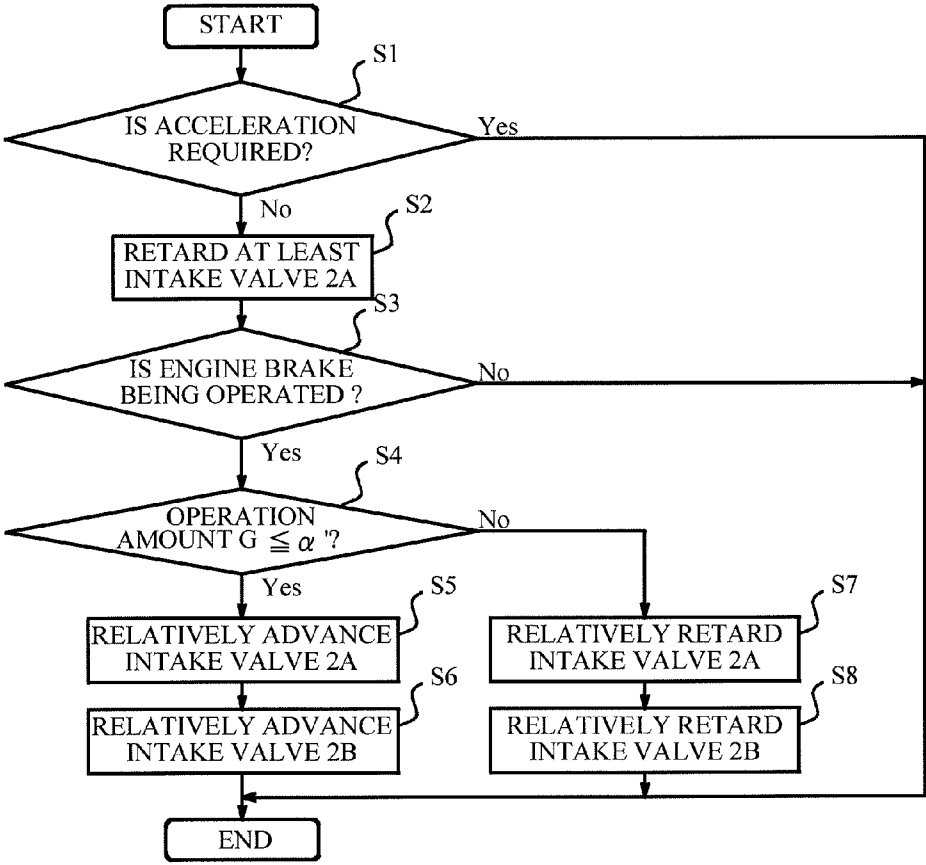 START
S1
IS ACCELERATION
REQUIRED?
Yes
No
S2
RETARD AT LEAST
INTAKE VALVE 2A
S3
IS ENGINE BRAKE
BEING OPERATED ?
No
Yes
S4
OPERATION
AMOUNT G ≦ α '?
No
Yes
S5
RELATIVELY ADVANCE
INTAKE VALVE 2A
S7
RELATIVELY RETARD
INTAKE VALVE 2A
S6
RELATIVELY ADVANCE
INTAKE VALVE 2B
S8
RELATIVELY RETARD
INTAKE VALVE 2B
END